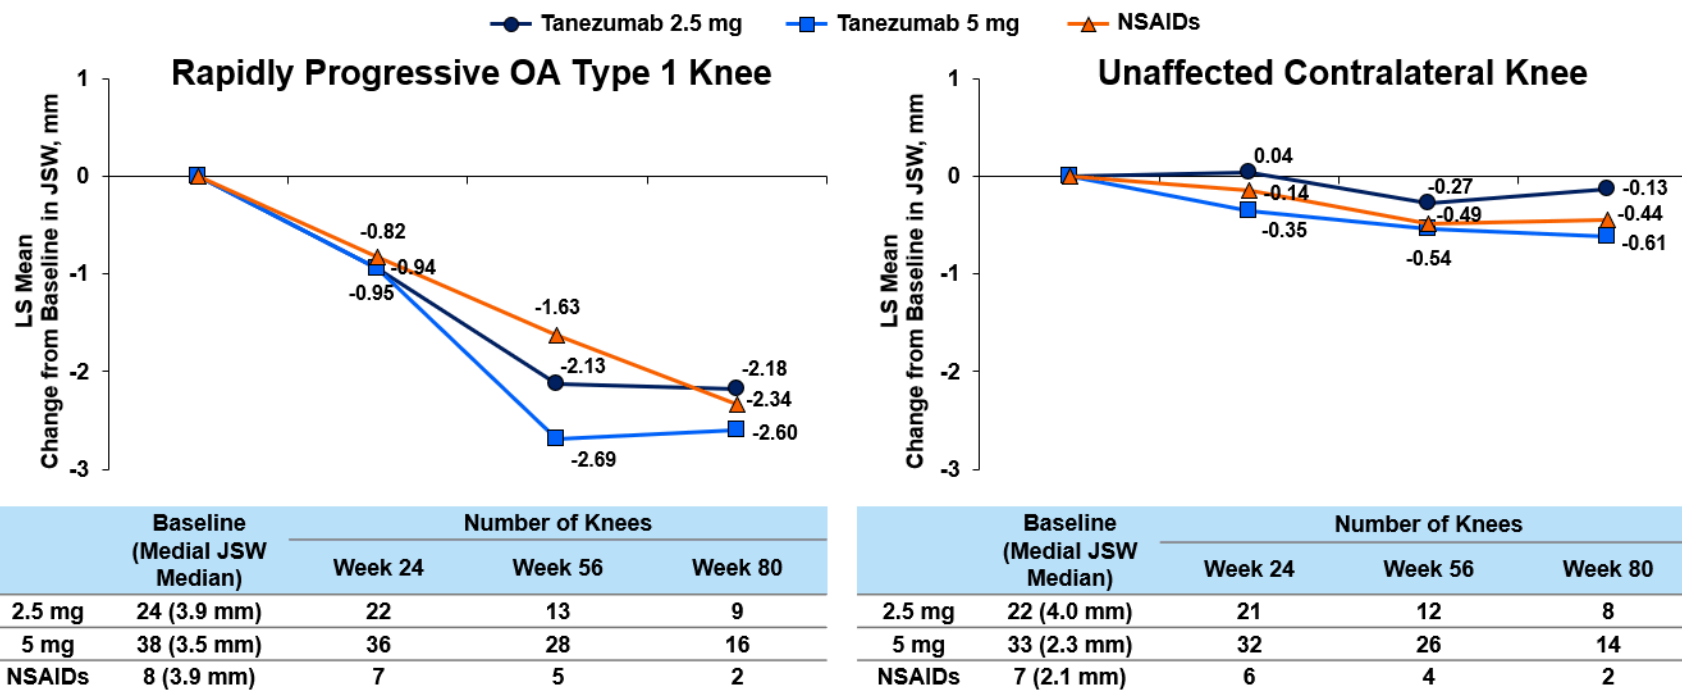 Tanezumab 2.5 mg Tanezumab 5 mg NSAIDs
Rapidly Progressive OA Type 1 Knee
LS Mean
Change from Baseline in JSW, mm
1
0
-1
-2
-3
-0.82
-0.94
-0.95
-1.63
-2.13
-2.69
-2.18
-2.34
-2.60
Baseline
(Medial JSW
Median)
Number of Knees
Week 24 Week 56 Week 80
2.5 mg 24 (3.9 mm) 22 13 9
5 mg 38 (3.5 mm) 36 28 16
NSAIDs 8 (3.9 mm) 7 5 2
Unaffected Contralateral Knee
LS Mean
Change from Baseline in JSW, mm
1
0
-1
-2
-3
0.04
-0.14
-0.35
-0.27
-0.49
-0.54
-0.13
-0.44
-0.61
Baseline
(Medial JSW
Median)
Number of Knees
Week 24 Week 56 Week 80
2.5 mg 22 (4.0 mm) 21 12 8
5 mg 33 (2.3 mm) 32 26 14
NSAIDs 7 (2.1 mm) 6 4 2